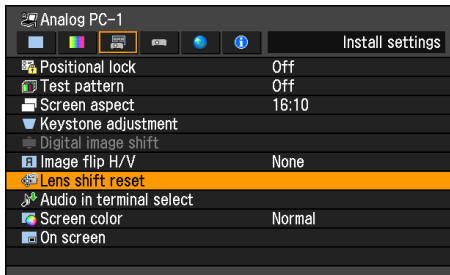 Analog PC-1
Install settings
Positional lock Off
Test pattern Off
Screen aspect 16:10
Keystone adjustment
Digital image shift
Image flip H/V None
Lens shift reset
Audio in terminal select
Screen color Normal
On screen